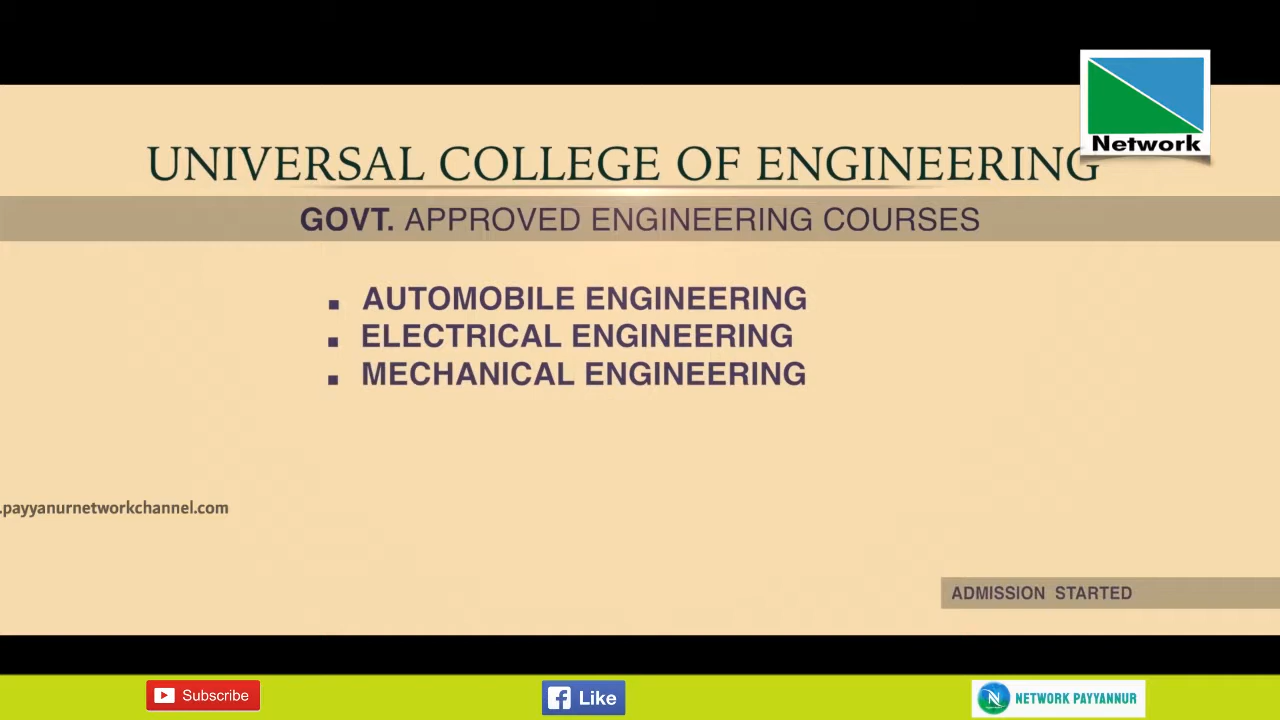 Network
UNIVERSAL COLLEGE OF ENGINEERING
GOVT. APPROVED ENGINEERING COURSES
▪ AUTOMOBILE ENGINEERING
▪ ELECTRICAL ENGINEERING
▪ MECHANICAL ENGINEERING
.payyanurnetworkchannel.com
ADMISSION STARTED
Subscribe
Like
NETWORK PAYYANNUR